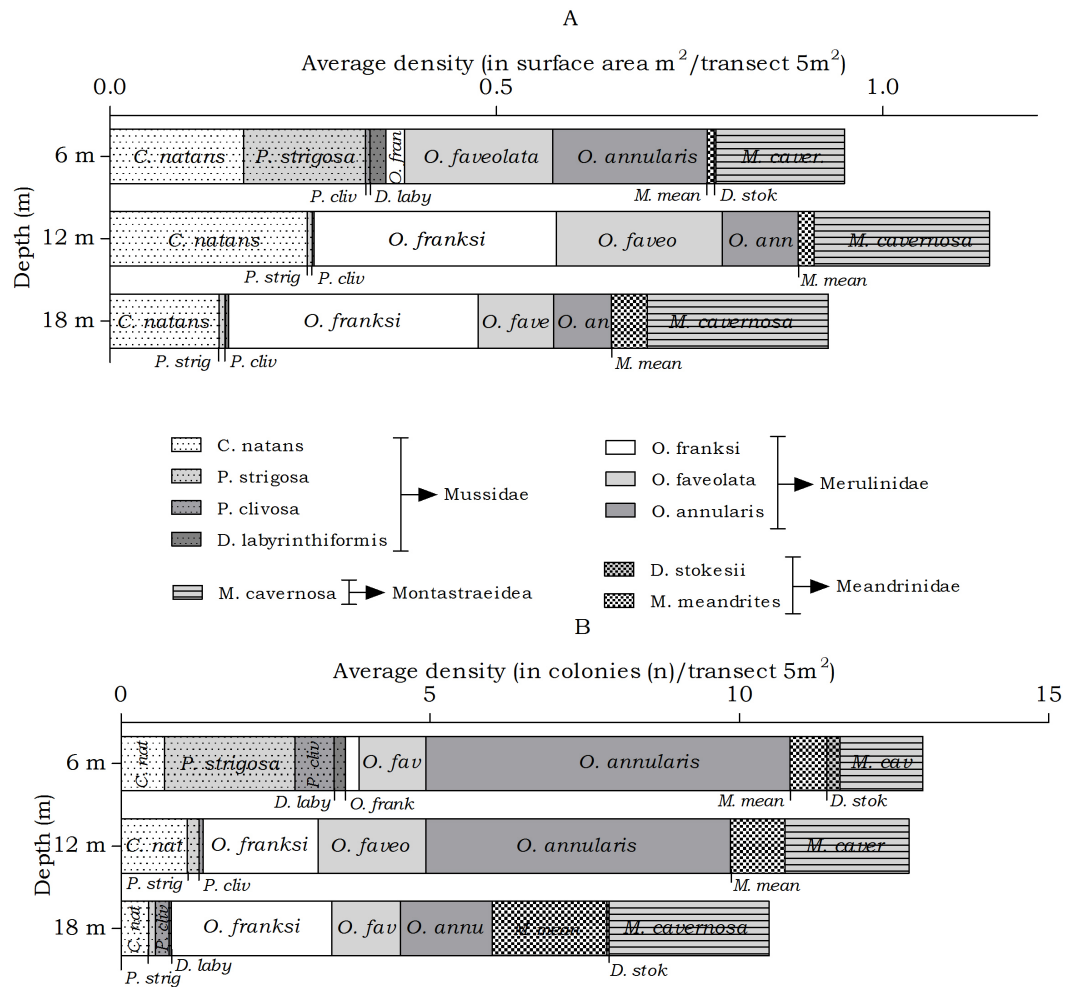 A
Average density (in surface area m²/transect 5m²)
0.0 0.5 1.0
Depth (m)
6 m C. natans P. strigosa O. fran O. faveolata O. annularis M. caver.
P. cliv D. laby M. mean D. stok
12 m C. natans O. franksi O. faveo O. ann M. cavernosa
P. strig P. cliv M. mean
18 m C. natans O. franksi O. fave O. an M. cavernosa
P. strig P. cliv M. mean
C. natans
P. strigosa
P. clivosa
D. labyrinthiformis
Mussidae
M. cavernosa Montastraeidea
O. franksi
O. faveolata
O. annularis
Merulinidae
D. stokesii
M. meandrites
Meandrinidae
B
Average density (in colonies (n)/transect 5m²)
0 5 10 15
Depth (m)
6 m C. nat P. strigosa P. cliv O. fav O. annularis M. cav
D. laby O. frank M. mean D. stok
12 m C. nat O. franksi O. faveo O. annularis M. caver
P. strig P. cliv M. mean
18 m C. nat P. cliv O. franksi O. fav O. annu M. mean M. cavernosa
P. strig D. laby D. stok